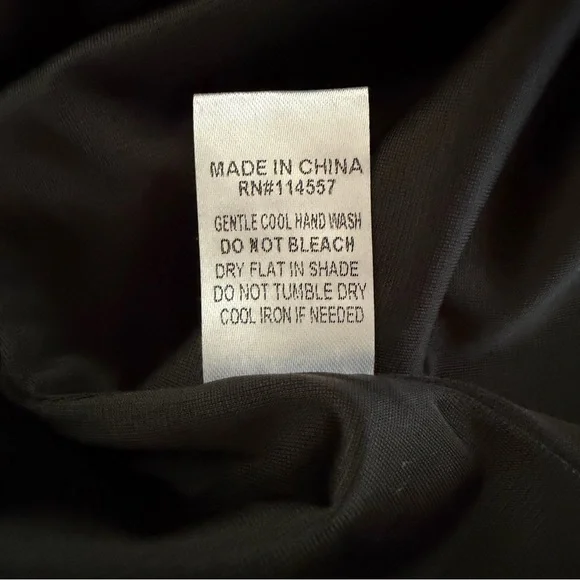 MADE IN CHINA
RN#114557
GENTLE COOL HAND WASH
DO NOT BLEACH
DRY FLAT IN SHADE
DO NOT TUMBLE DRY
COOL IRON IF NEEDED